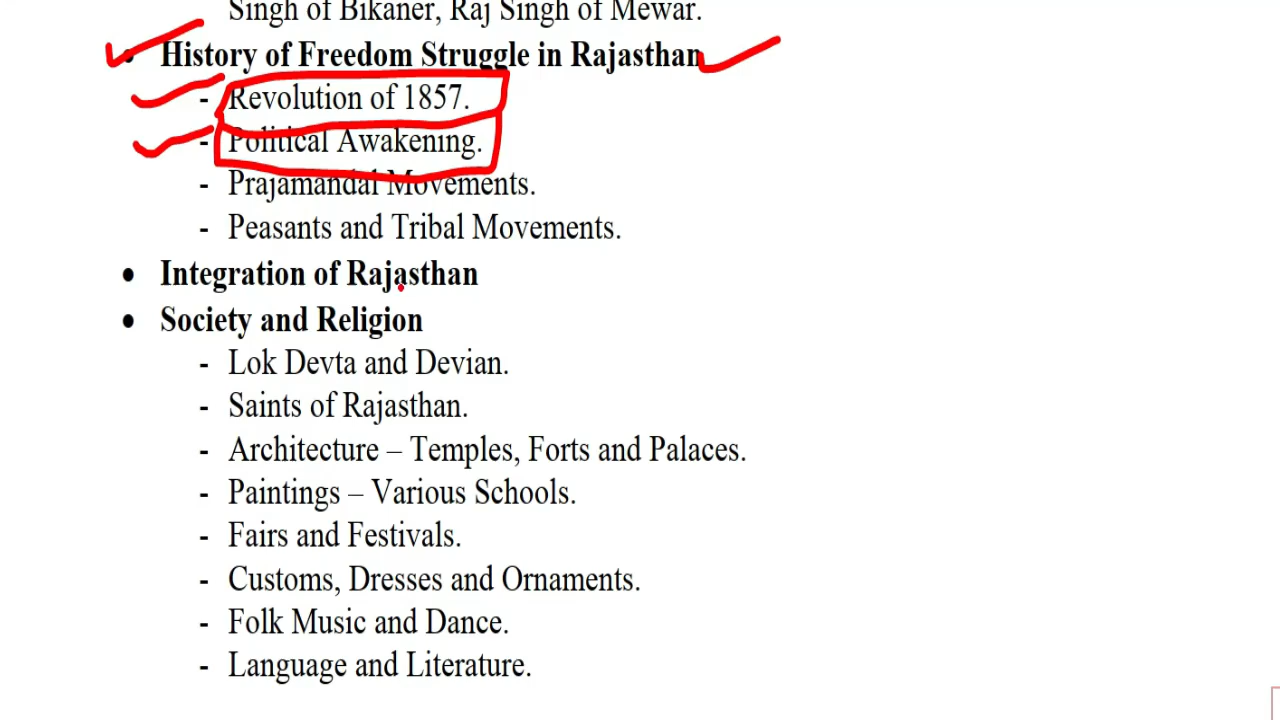 Singh of Bikaner, Raj Singh of Mewar.
• History of Freedom Struggle in Rajasthan
- Revolution of 1857.
- Political Awakening.
- Prajamandal Movements.
- Peasants and Tribal Movements.
• Integration of Rajasthan
• Society and Religion
- Lok Devta and Devian.
- Saints of Rajasthan.
- Architecture – Temples, Forts and Palaces.
- Paintings – Various Schools.
- Fairs and Festivals.
- Customs, Dresses and Ornaments.
- Folk Music and Dance.
- Language and Literature.